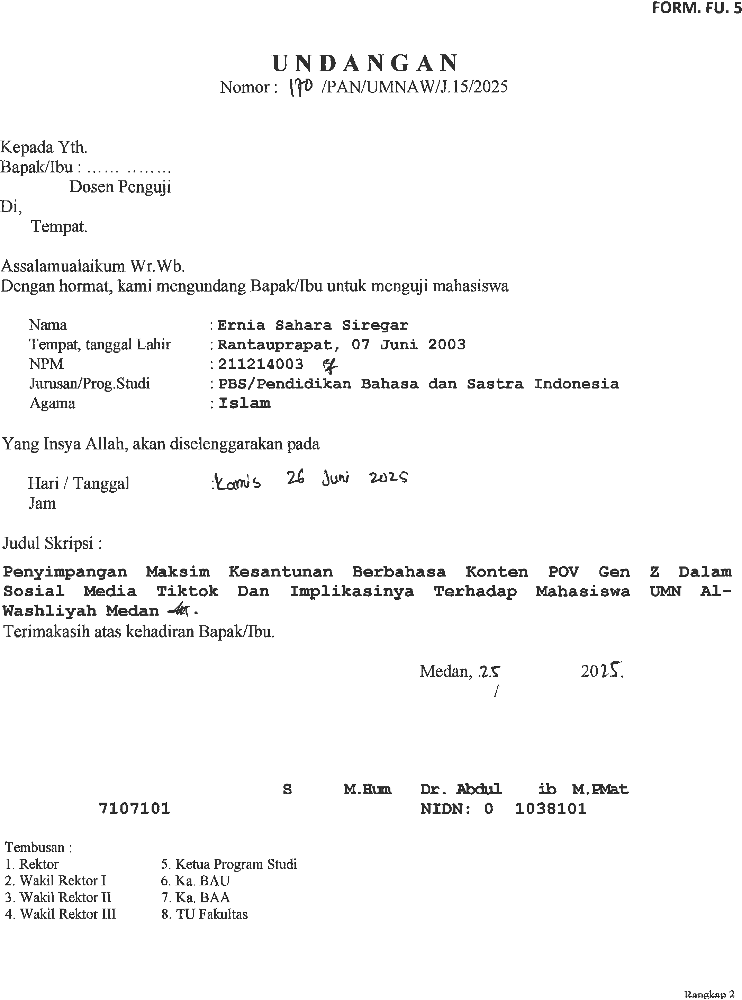 FORM. FU. 5
UNDANGAN
Nomor : 170 /PAN/UMNAW/J.15/2025
Kepada Yth.
Bapak/Ibu : ...... ........
Dosen Penguji
Di,
Tempat.
Assalamualaikum Wr.Wb.
Dengan hormat, kami mengundang Bapak/Ibu untuk menguji mahasiswa
Nama : Ernia Sahara Siregar
Tempat, tanggal Lahir : Rantauprapat, 07 Juni 2003
NPM : 211214003
Jurusan/Prog.Studi : PBS/Pendidikan Bahasa dan Sastra Indonesia
Agama : Islam
Yang Insya Allah, akan diselenggarakan pada
Hari / Tanggal : Kamis 26 Juni 2025
Jam
Judul Skripsi :
Penyimpangan Maksim Kesantunan Berbahasa Konten POV Gen Z Dalam
Sosial Media Tiktok Dan Implikasinya Terhadap Mahasiswa UMN Al-
Washliyah Medan .
Terimakasih atas kehadiran Bapak/Ibu.
Medan, 25 2025.
S M.Hum Dr. Abdul ib M.PMat
7107101 NIDN: 0 1038101
Tembusan :
1. Rektor 5. Ketua Program Studi
2. Wakil Rektor I 6. Ka. BAU
3. Wakil Rektor II 7. Ka. BAA
4. Wakil Rektor III 8. TU Fakultas
Rangkap 2